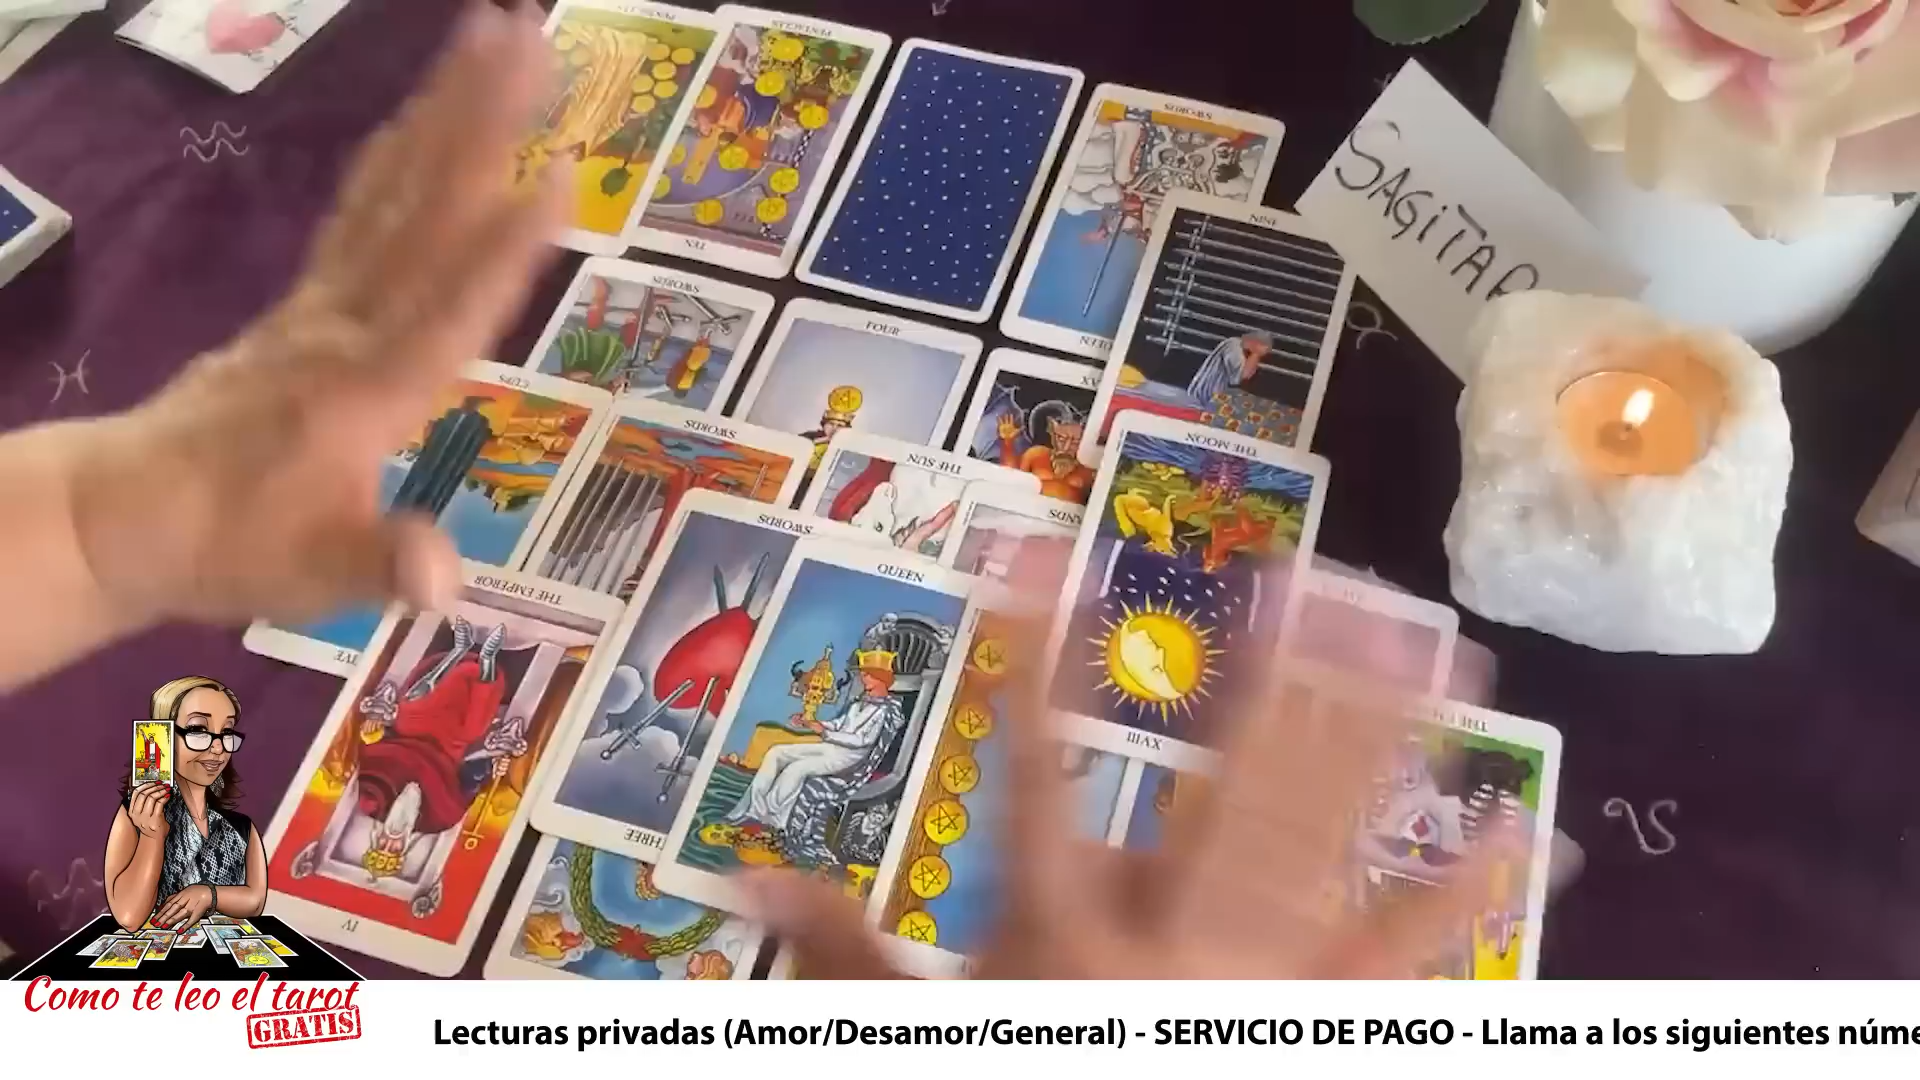 PENTACLES
TEN
SWORDS
QUEEN
NINE
SAGITAR
SWORDS
FOUR
CUPS
SWORDS
THE SUN
THE MOON
XVIII
THE EMPEROR
IV
SWORDS
THREE
QUEEN
Como te leo el tarot
GRATIS
Lecturas privadas (Amor/Desamor/General) - SERVICIO DE PAGO - Llama a los siguientes núme